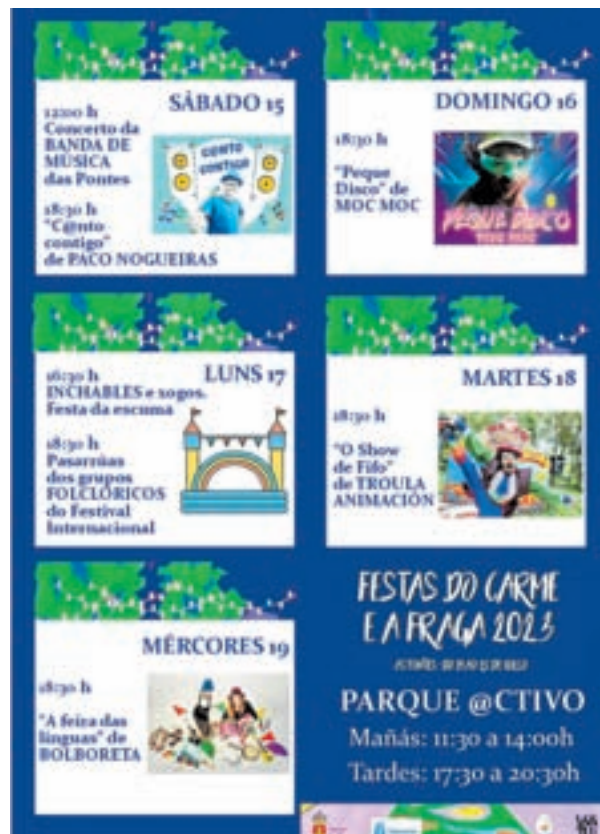 SÁBADO 15
12:00 h
Concerto da
BANDA DE
MÚSICA
das Pontes
18:30 h
"C@nto
contigo"
de PACO NOGUEIRAS
CONTO
CONTIGO
DOMINGO 16
18:30 h
"Peque
Disco" de
MOC MOC
PEQUE DISCO
MOC MOC
LUNS 17
16:30 h
INCHABLES e xogos.
Festa da escuma
18:30 h
Pasarrúas
dos grupos
FOLCLÓRICOS
do Festival
Internacional
MARTES 18
18:30 h
"O Show
de Fifo"
de TROULA
ANIMACIÓN
MÉRCORES 19
18:30 h
"A feira das
linguas" de
BOLBORETA
FESTAS DO CARME
E A FRAGA 2023
PARQUE @CTIVO
Mañás: 11:30 a 14:00h
Tardes: 17:30 a 20:30h